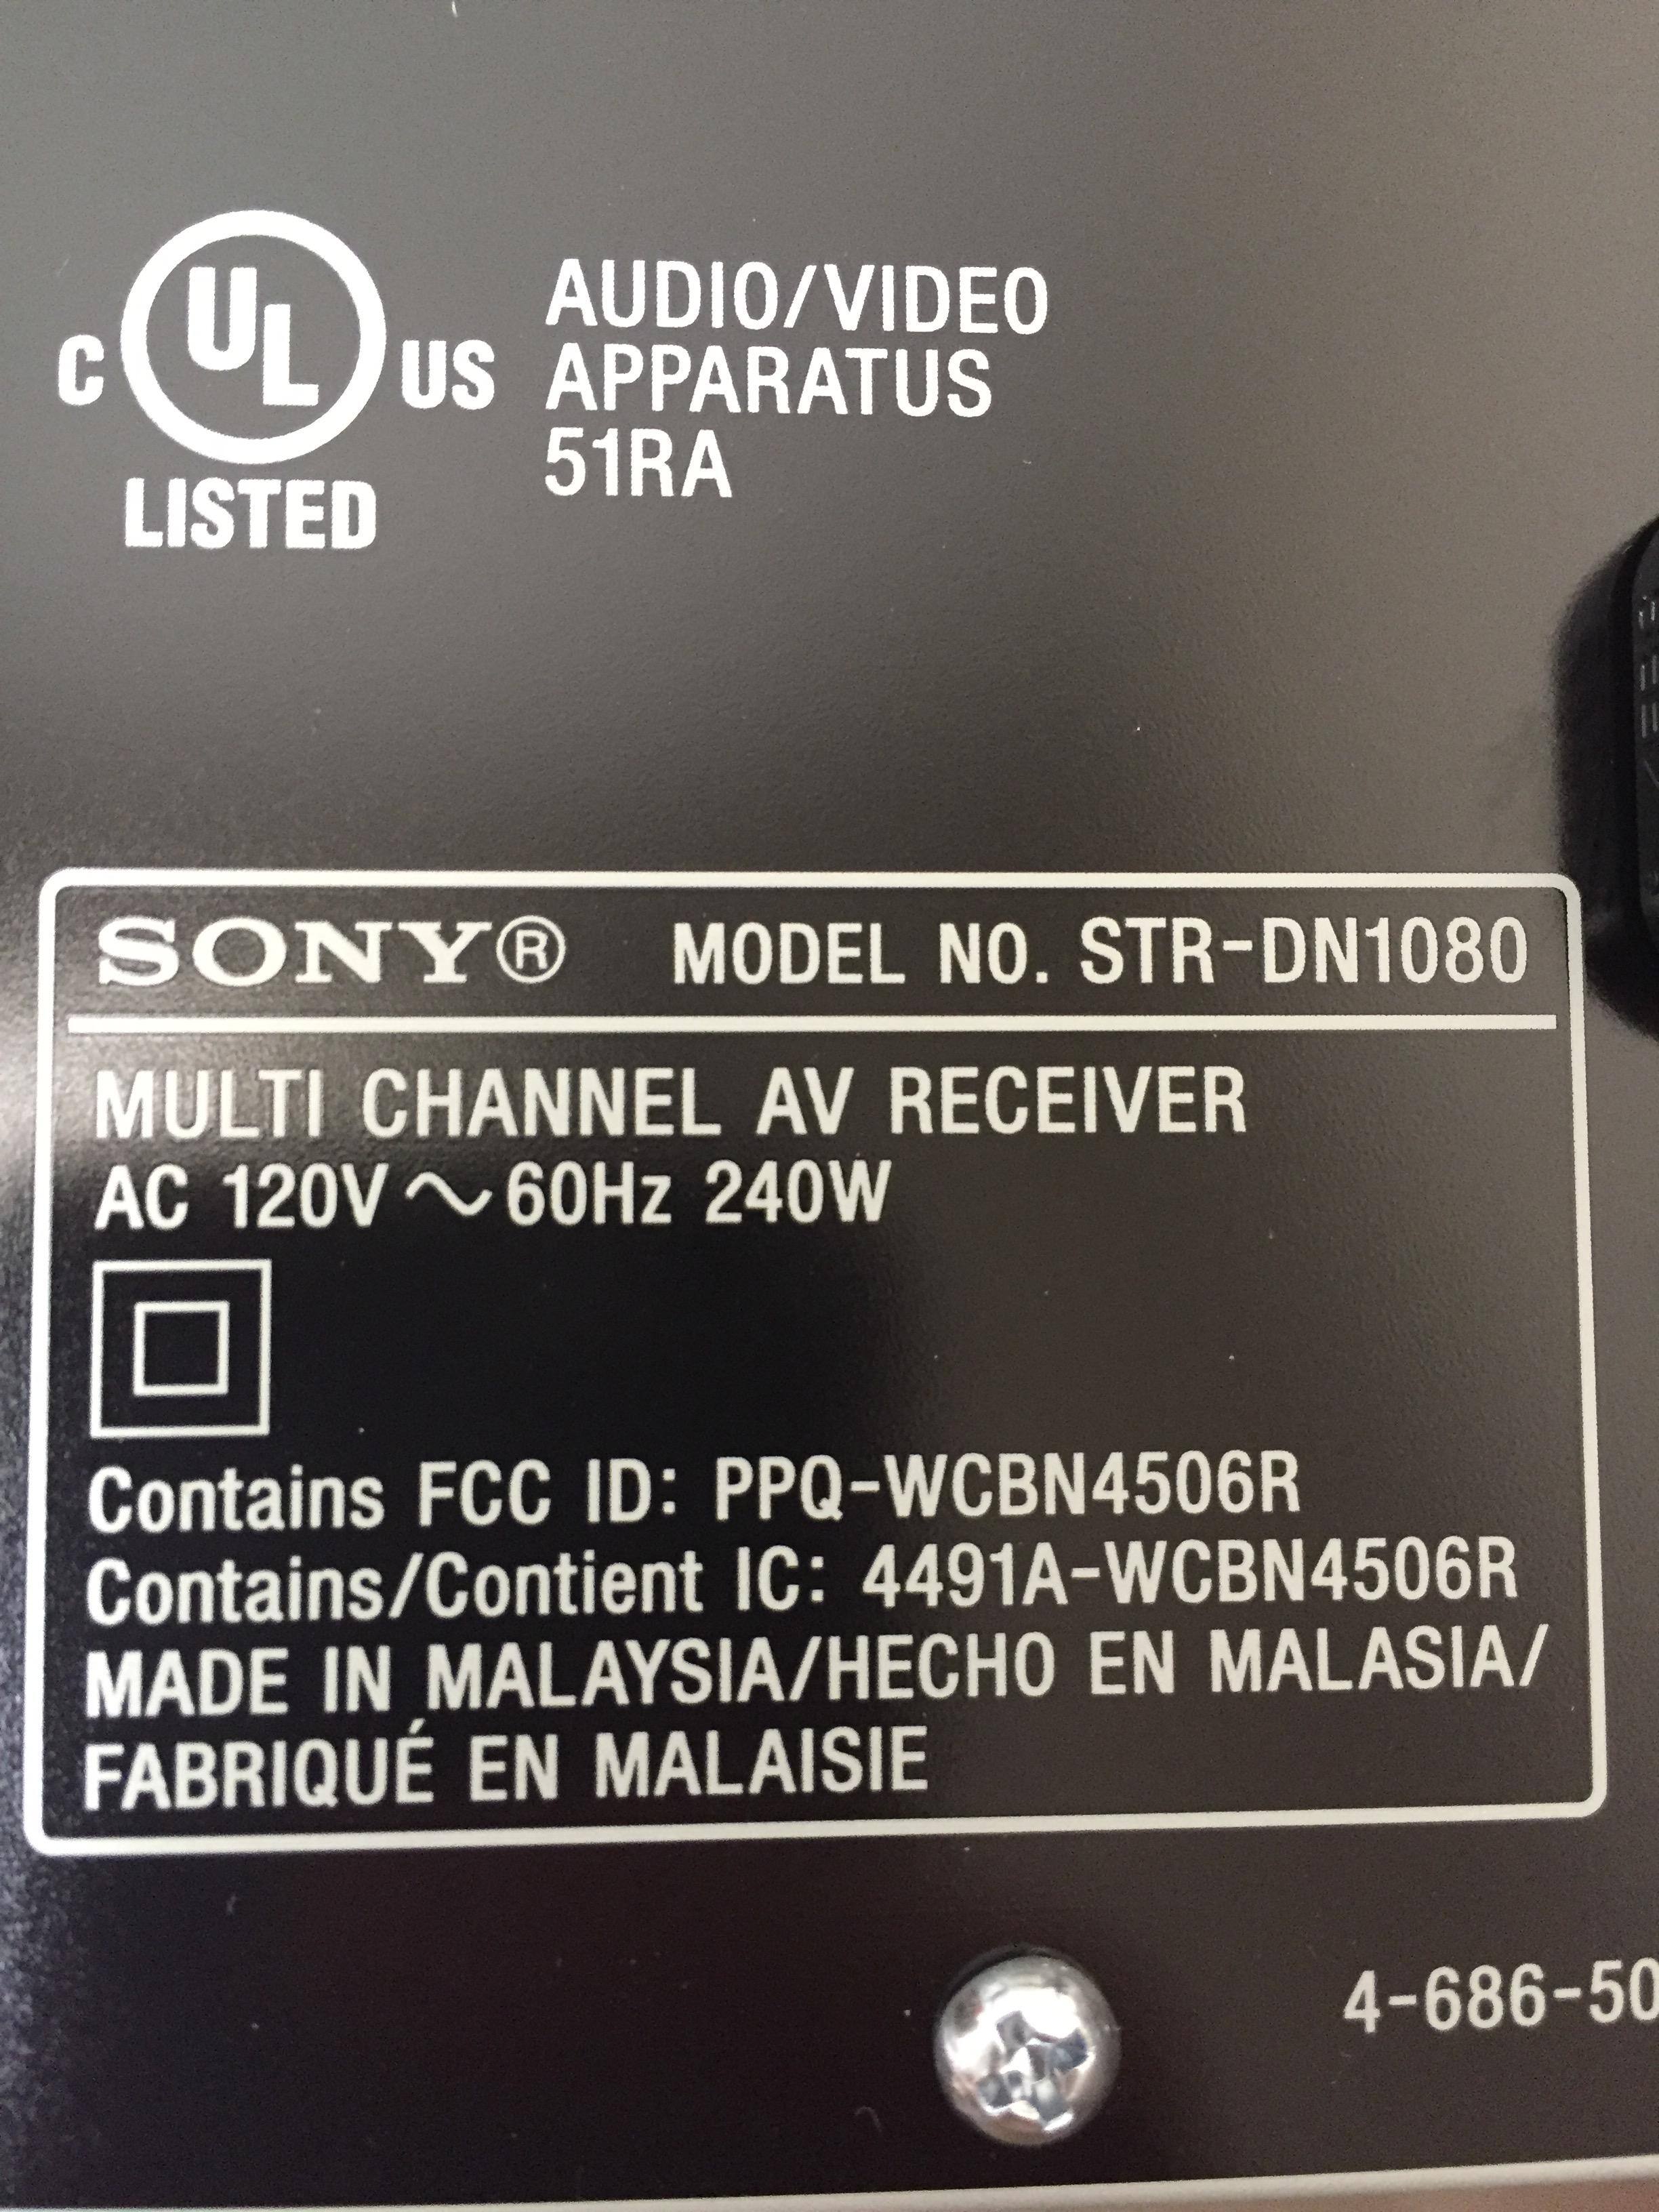 C UL US
LISTED
AUDIO/VIDEO
APPARATUS
51RA
SONY® MODEL NO. STR-DN1080
MULTI CHANNEL AV RECEIVER
AC 120V ～ 60Hz 240W
Contains FCC ID: PPQ-WCBN4506R
Contains/Contient IC: 4491A-WCBN4506R
MADE IN MALAYSIA/HECHO EN MALASIA/
FABRIQUÉ EN MALAISIE
4-686-50